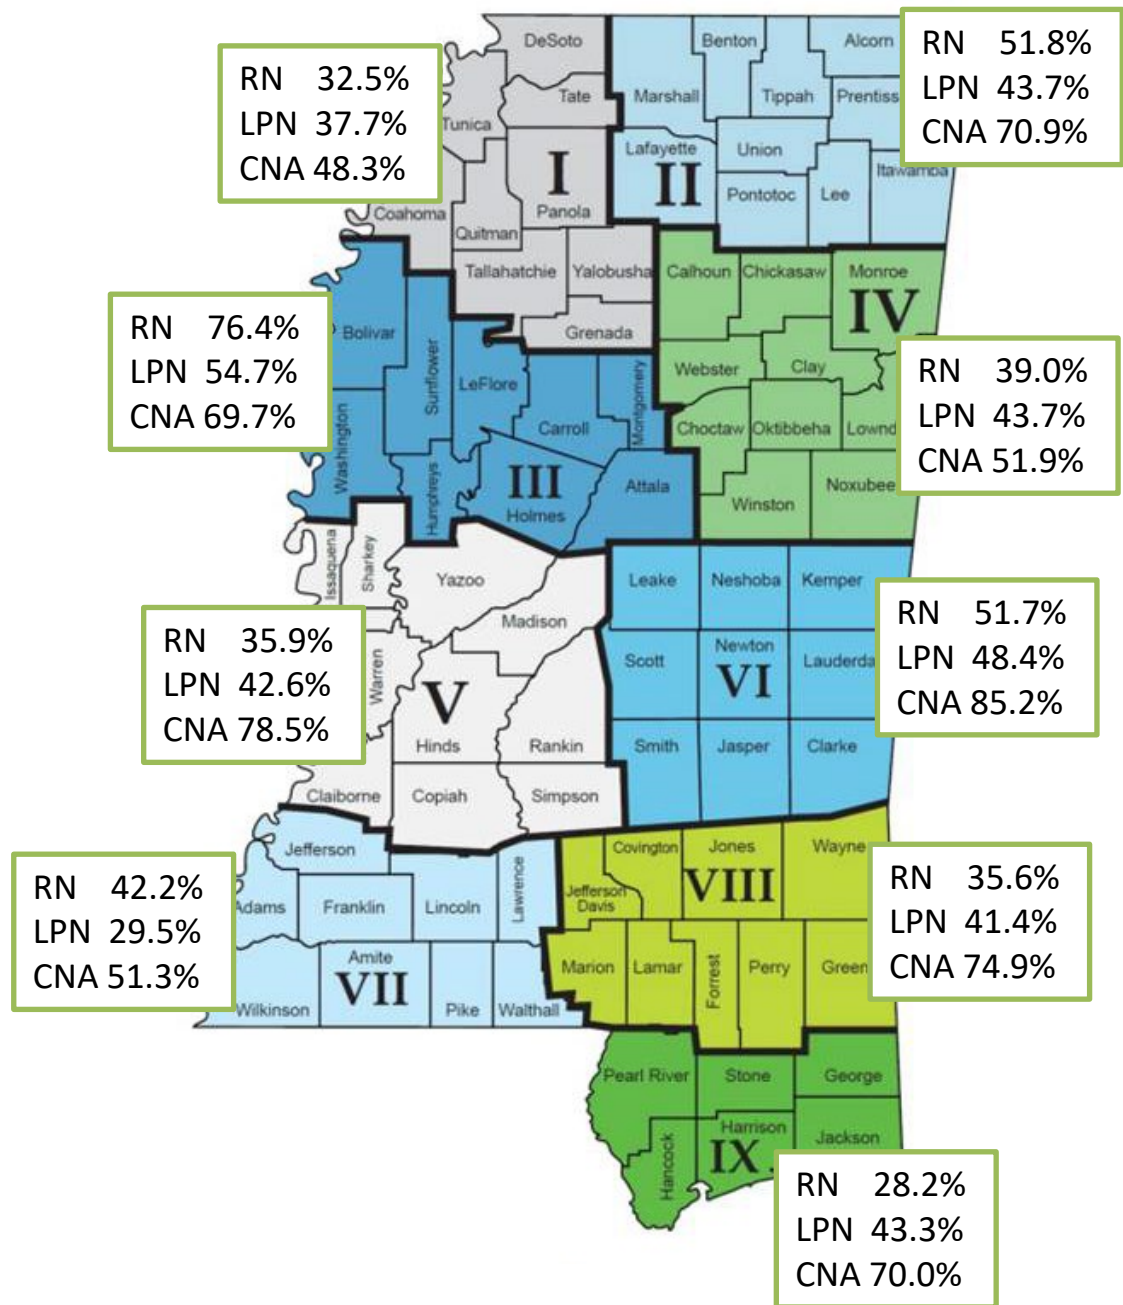 DeSoto
Benton
Alcorn
RN 51.8%
LPN 43.7%
CNA 70.9%
RN 32.5%
LPN 37.7%
CNA 48.3%
Tate
Marshall
Tippah
Prentiss
Tunica
Lafayette
Union
Itawamba
I
II
Panola
Pontotoc
Lee
Coahoma
Quitman
Tallahatchie
Yalobusha
Calhoun
Chickasaw
Monroe
IV
Grenada
RN 76.4%
LPN 54.7%
CNA 69.7%
Bolivar
Sunflower
LeFlore
Webster
Clay
RN 39.0%
LPN 43.7%
CNA 51.9%
Carroll
Montgomery
Choctaw
Oktibbeha
Lownd
Washington
Humphreys
III
Holmes
Attala
Winston
Noxubee
Issaquena
Sharkey
Yazoo
Leake
Neshoba
Kemper
Madison
RN 51.7%
LPN 48.4%
CNA 85.2%
RN 35.9%
LPN 42.6%
CNA 78.5%
Warren
Scott
Newton
Lauderda
VI
V
Hinds
Rankin
Smith
Jasper
Clarke
Claiborne
Copiah
Simpson
Jefferson
Lawrence
Covington
Jones
Wayne
RN 42.2%
LPN 29.5%
CNA 51.3%
Adams
Franklin
Lincoln
Jefferson
Davis
VIII
RN 35.6%
LPN 41.4%
CNA 74.9%
Amite
VII
Marion
Lamar
Forrest
Perry
Green
Wilkinson
Pike
Walthall
Pearl River
Stone
George
Hancock
Harrison
IX
Jackson
RN 28.2%
LPN 43.3%
CNA 70.0%